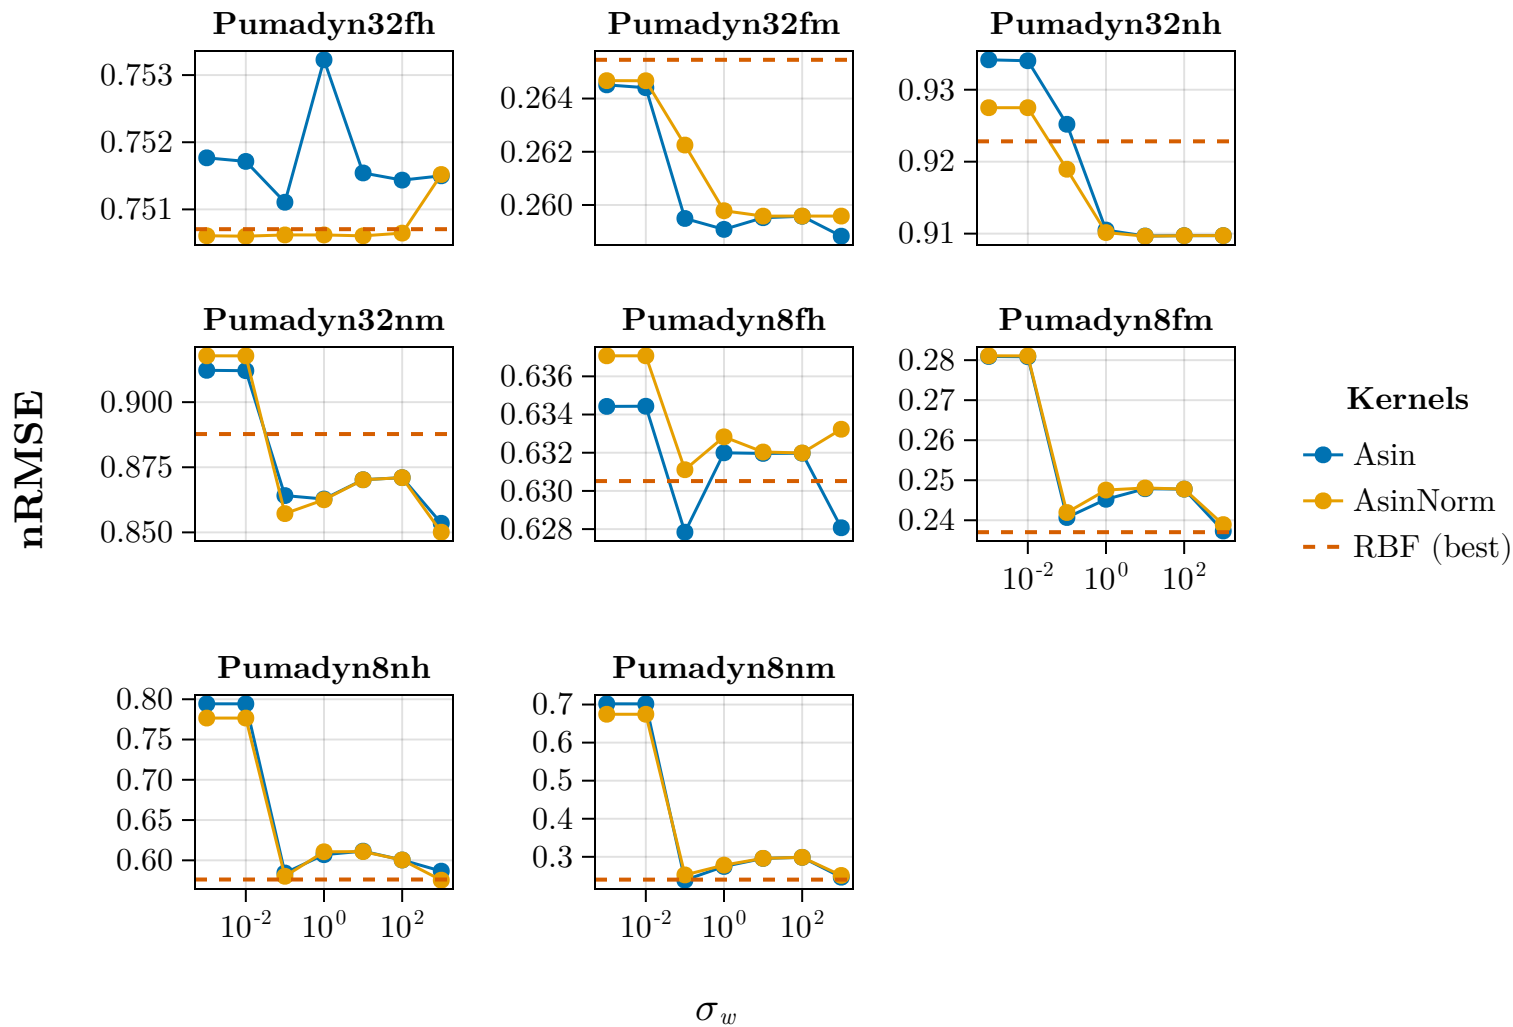 Pumadyn32fh
Pumadyn32fm
Pumadyn32nh
0.753
0.752
0.751
0.264
0.262
0.260
0.93
0.92
0.91
Pumadyn32nm
Pumadyn8fh
Pumadyn8fm
0.900
0.875
0.850
0.636
0.634
0.632
0.630
0.628
0.28
0.27
0.26
0.25
0.24
10^-2 10^0 10^2
nRMSE
Kernels
Asin
AsinNorm
RBF (best)
Pumadyn8nh
Pumadyn8nm
0.80
0.75
0.70
0.65
0.60
10^-2 10^0 10^2
0.7
0.6
0.5
0.4
0.3
10^-2 10^0 10^2
σ_w